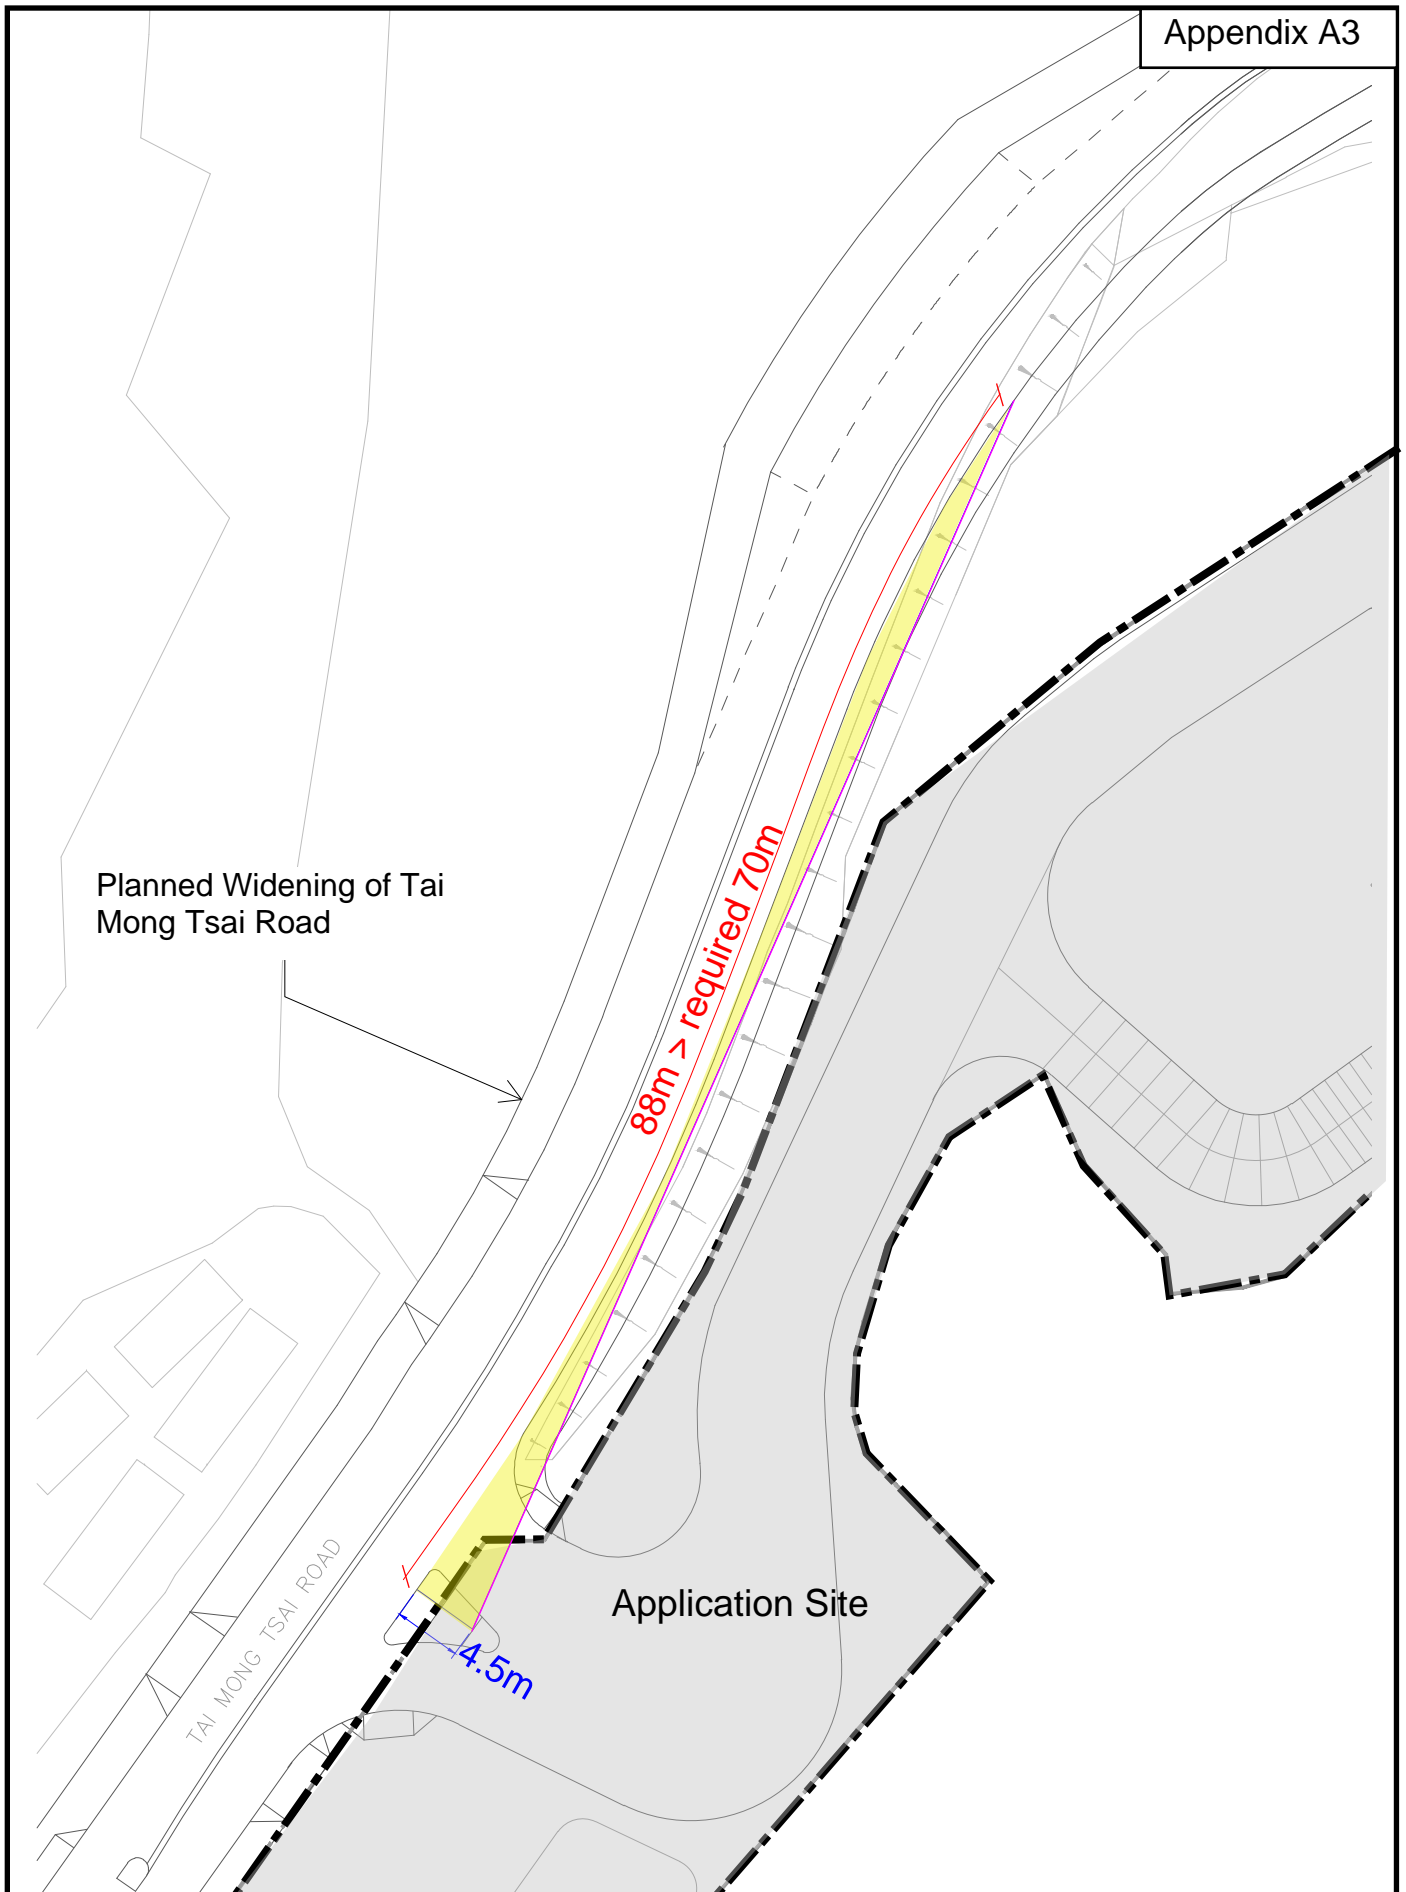 Appendix A3
Planned Widening of Tai
Mong Tsai Road
88m > required 70m
TAI MONG TSAI ROAD
4.5m
Application Site